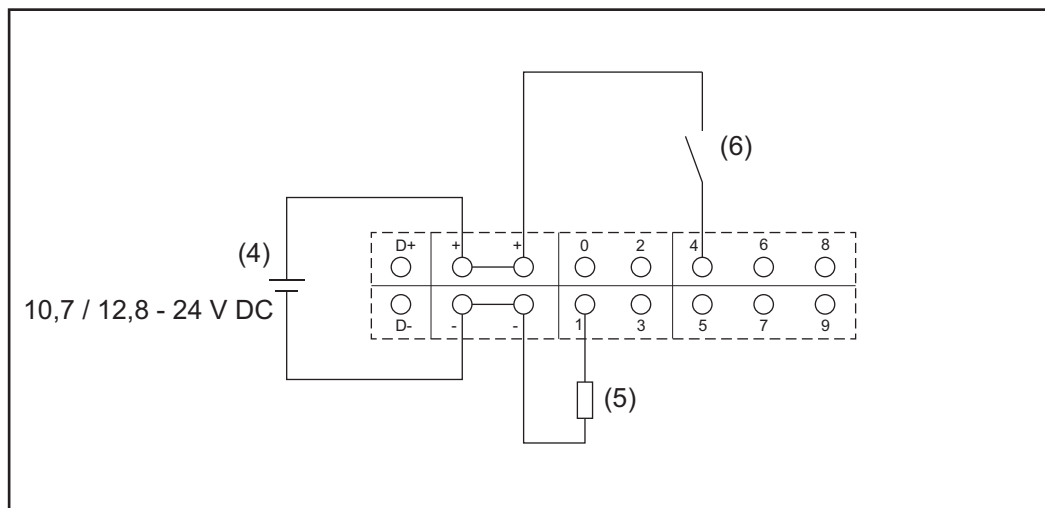 (6)
(4)
10,7 / 12,8 - 24 V DC
D+ + + 0 2 4 6 8
D- - - 1 3 5 7 9
(5)